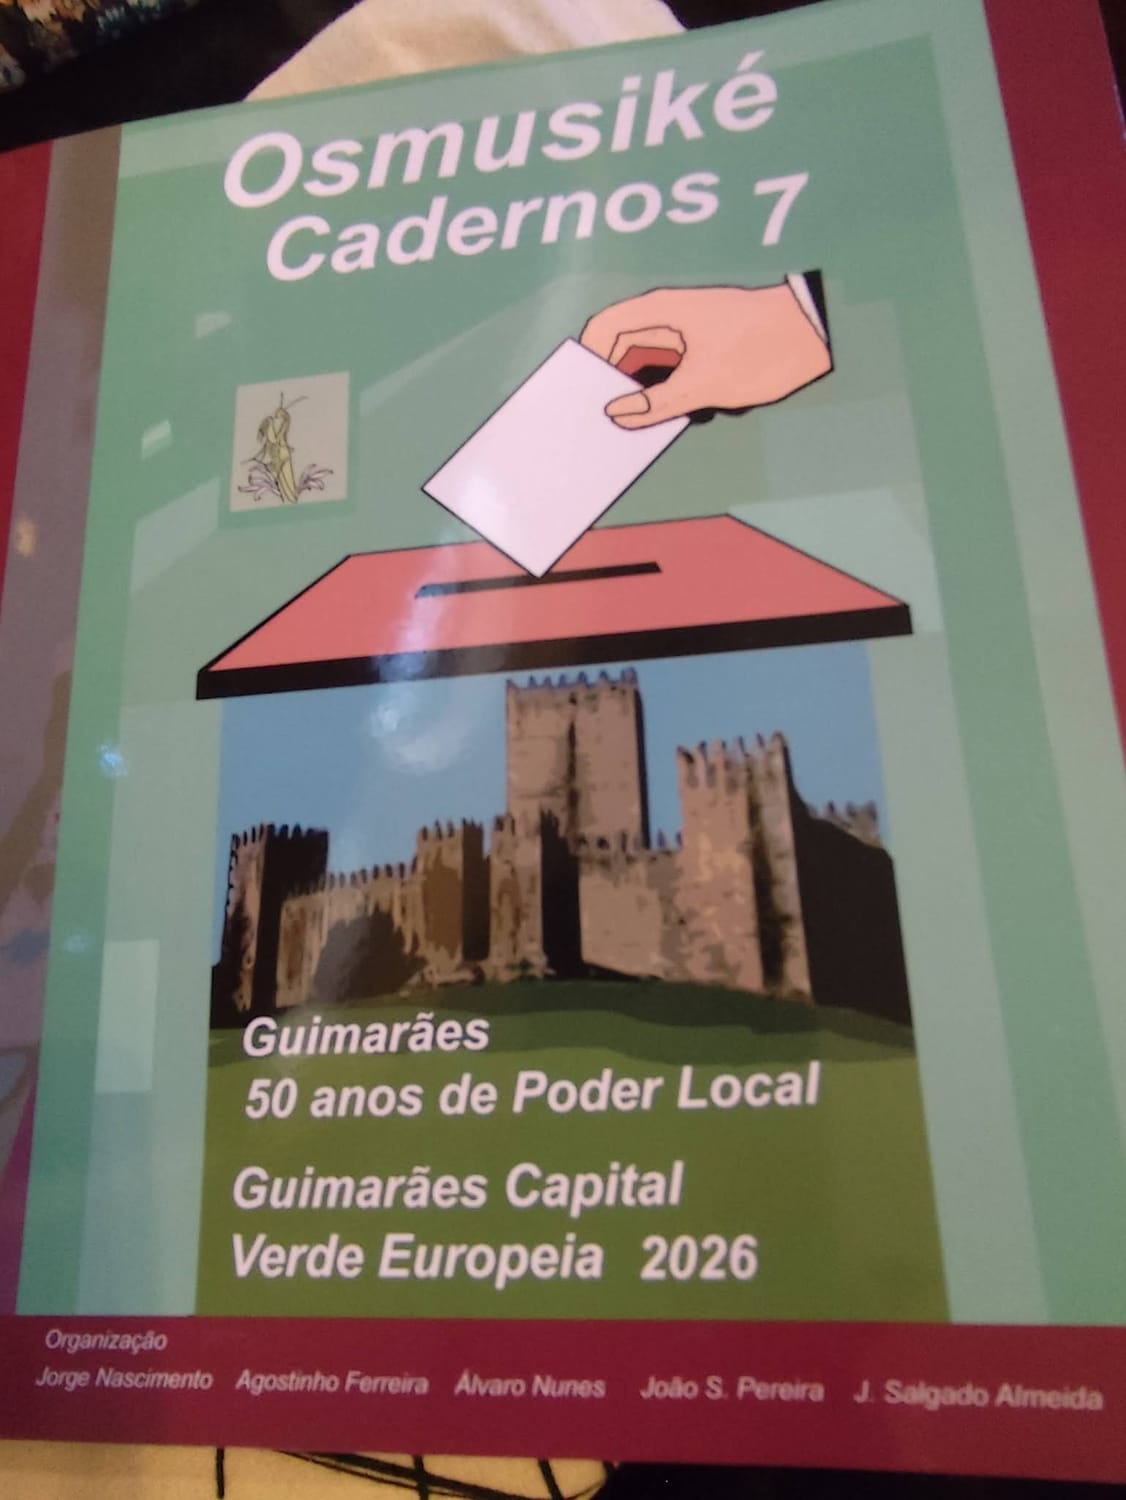 Osmusiké
Cadernos 7
Guimarães
50 anos de Poder Local
Guimarães Capital
Verde Europeia 2026
Organização
Jorge Nascimento Agostinho Ferreira Álvaro Nunes João S. Pereira J. Salgado Almeida